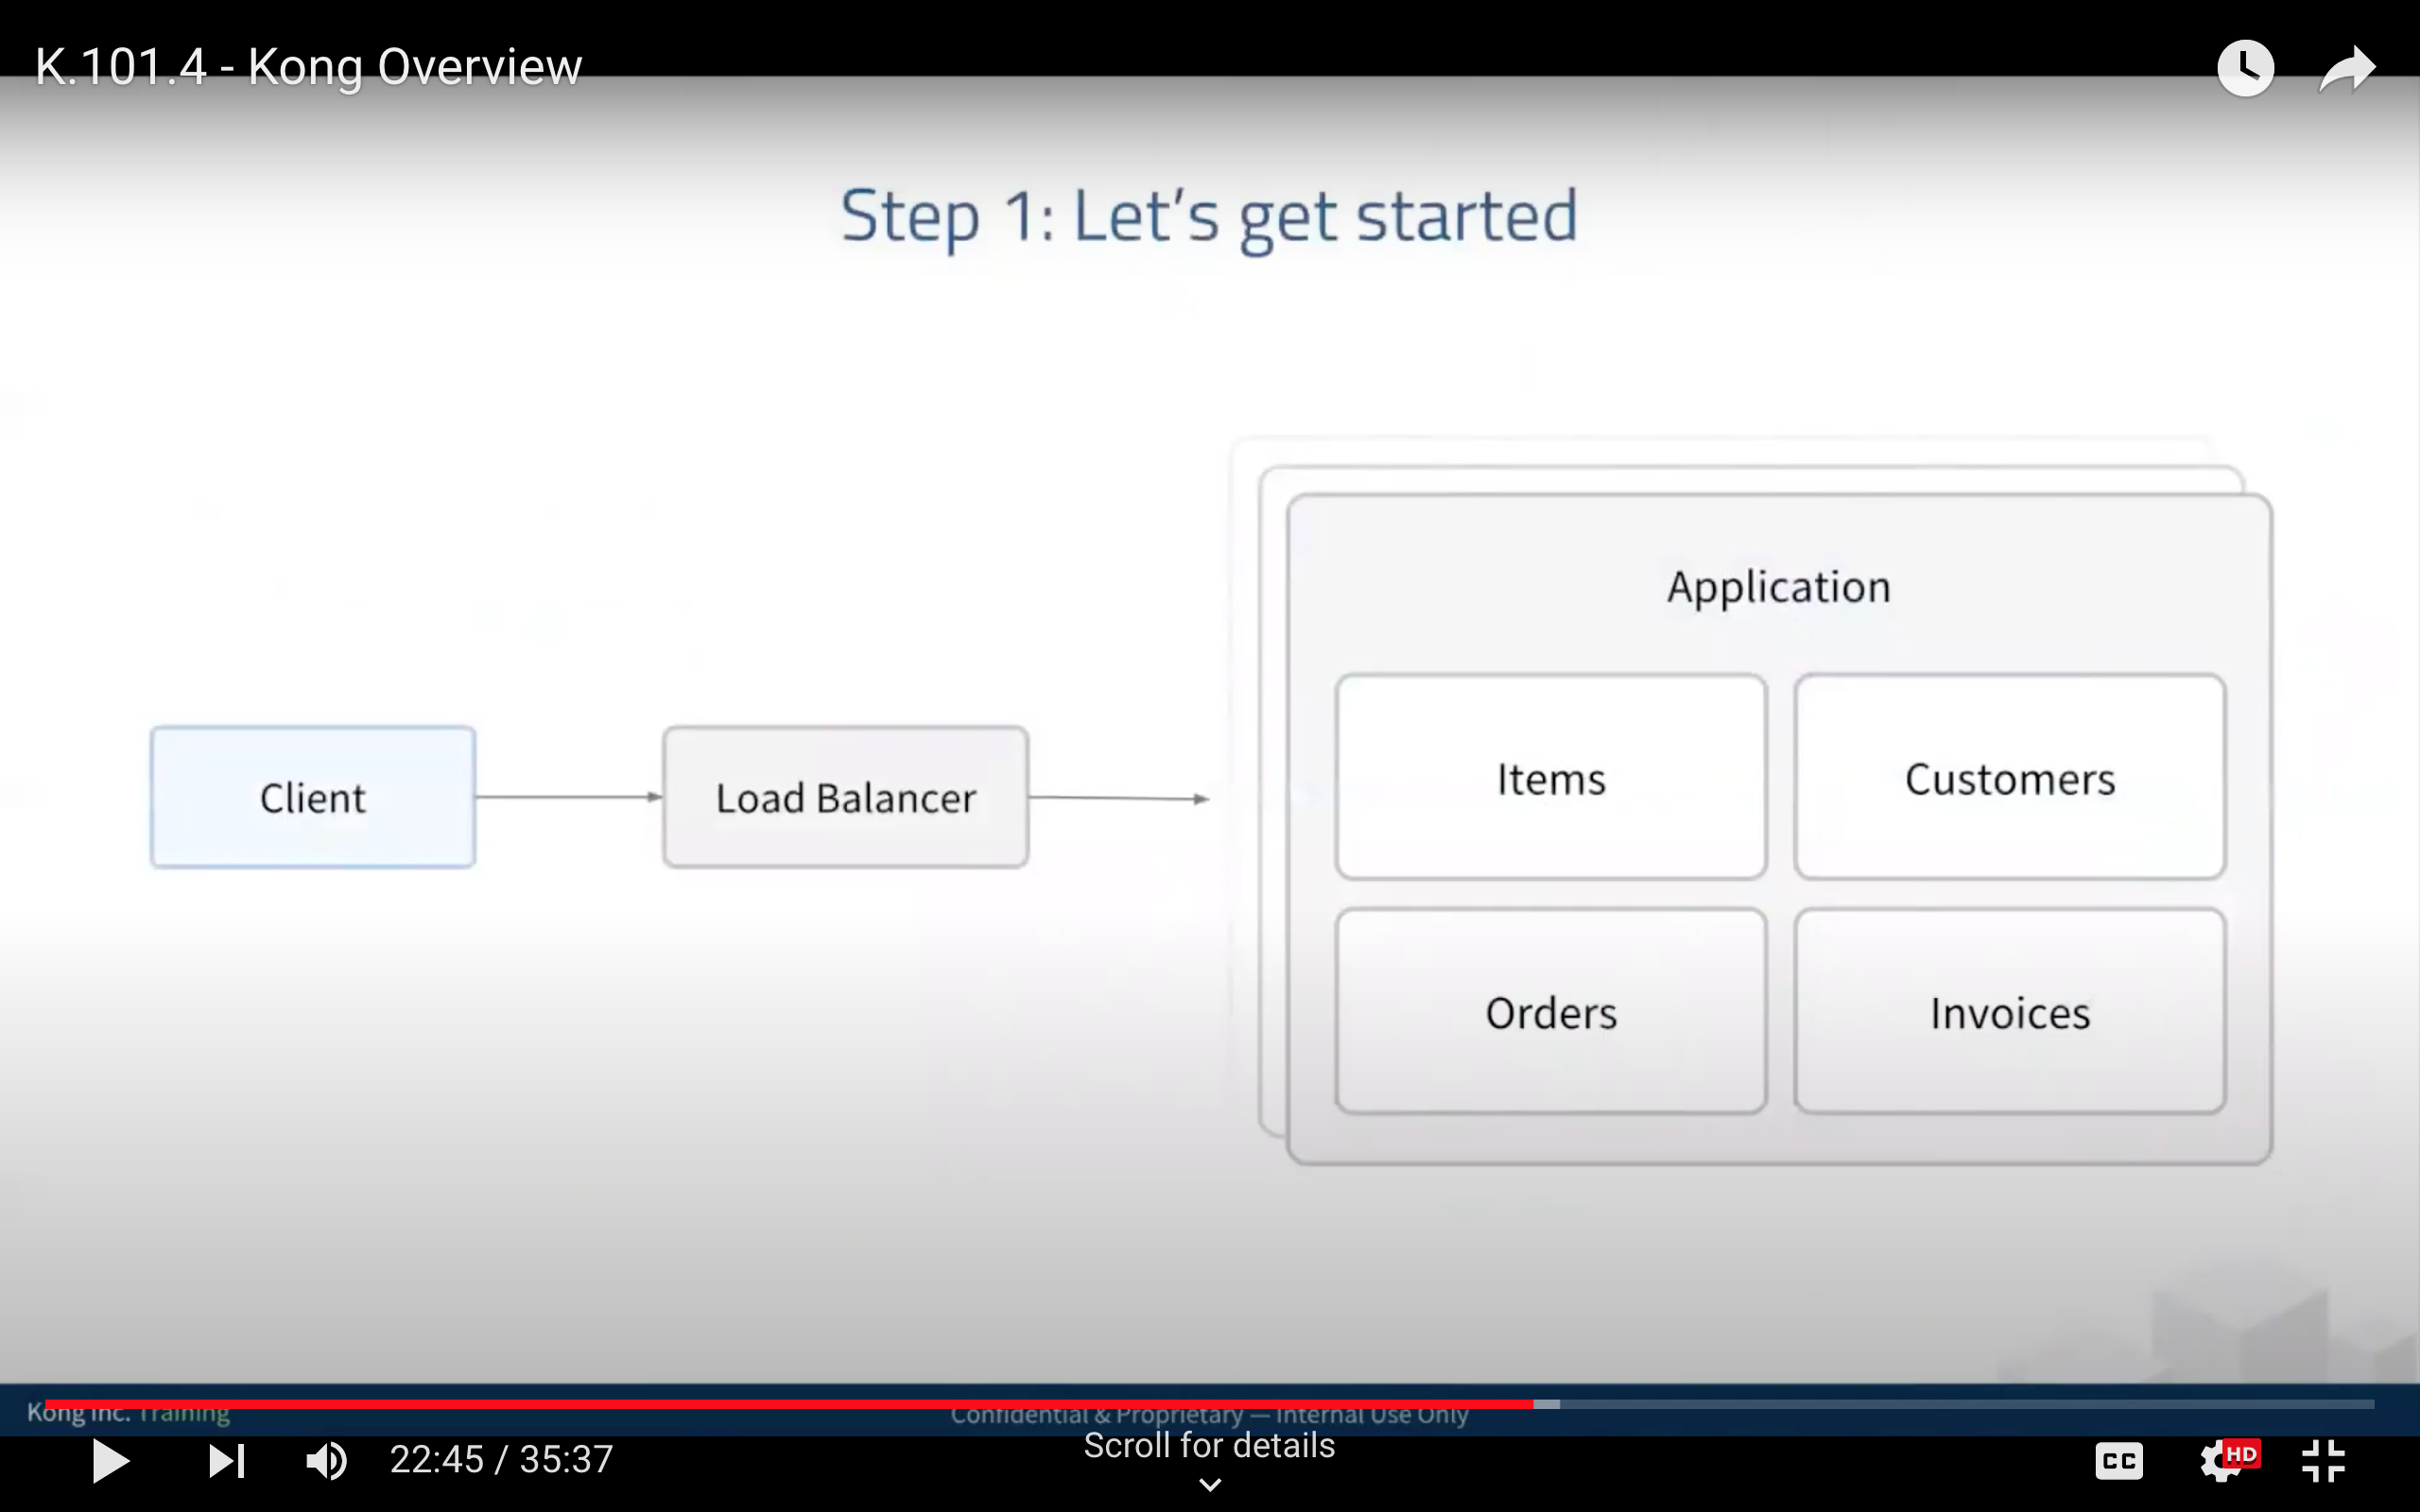 K.101.4 - Kong Overview
Step 1: Let's get started
Application
Client
Load Balancer
Items
Customers
Orders
Invoices
Kong Inc. Training
Confidential & Proprietary — Internal Use Only
22:45 / 35:37
Scroll for details
CC
HD